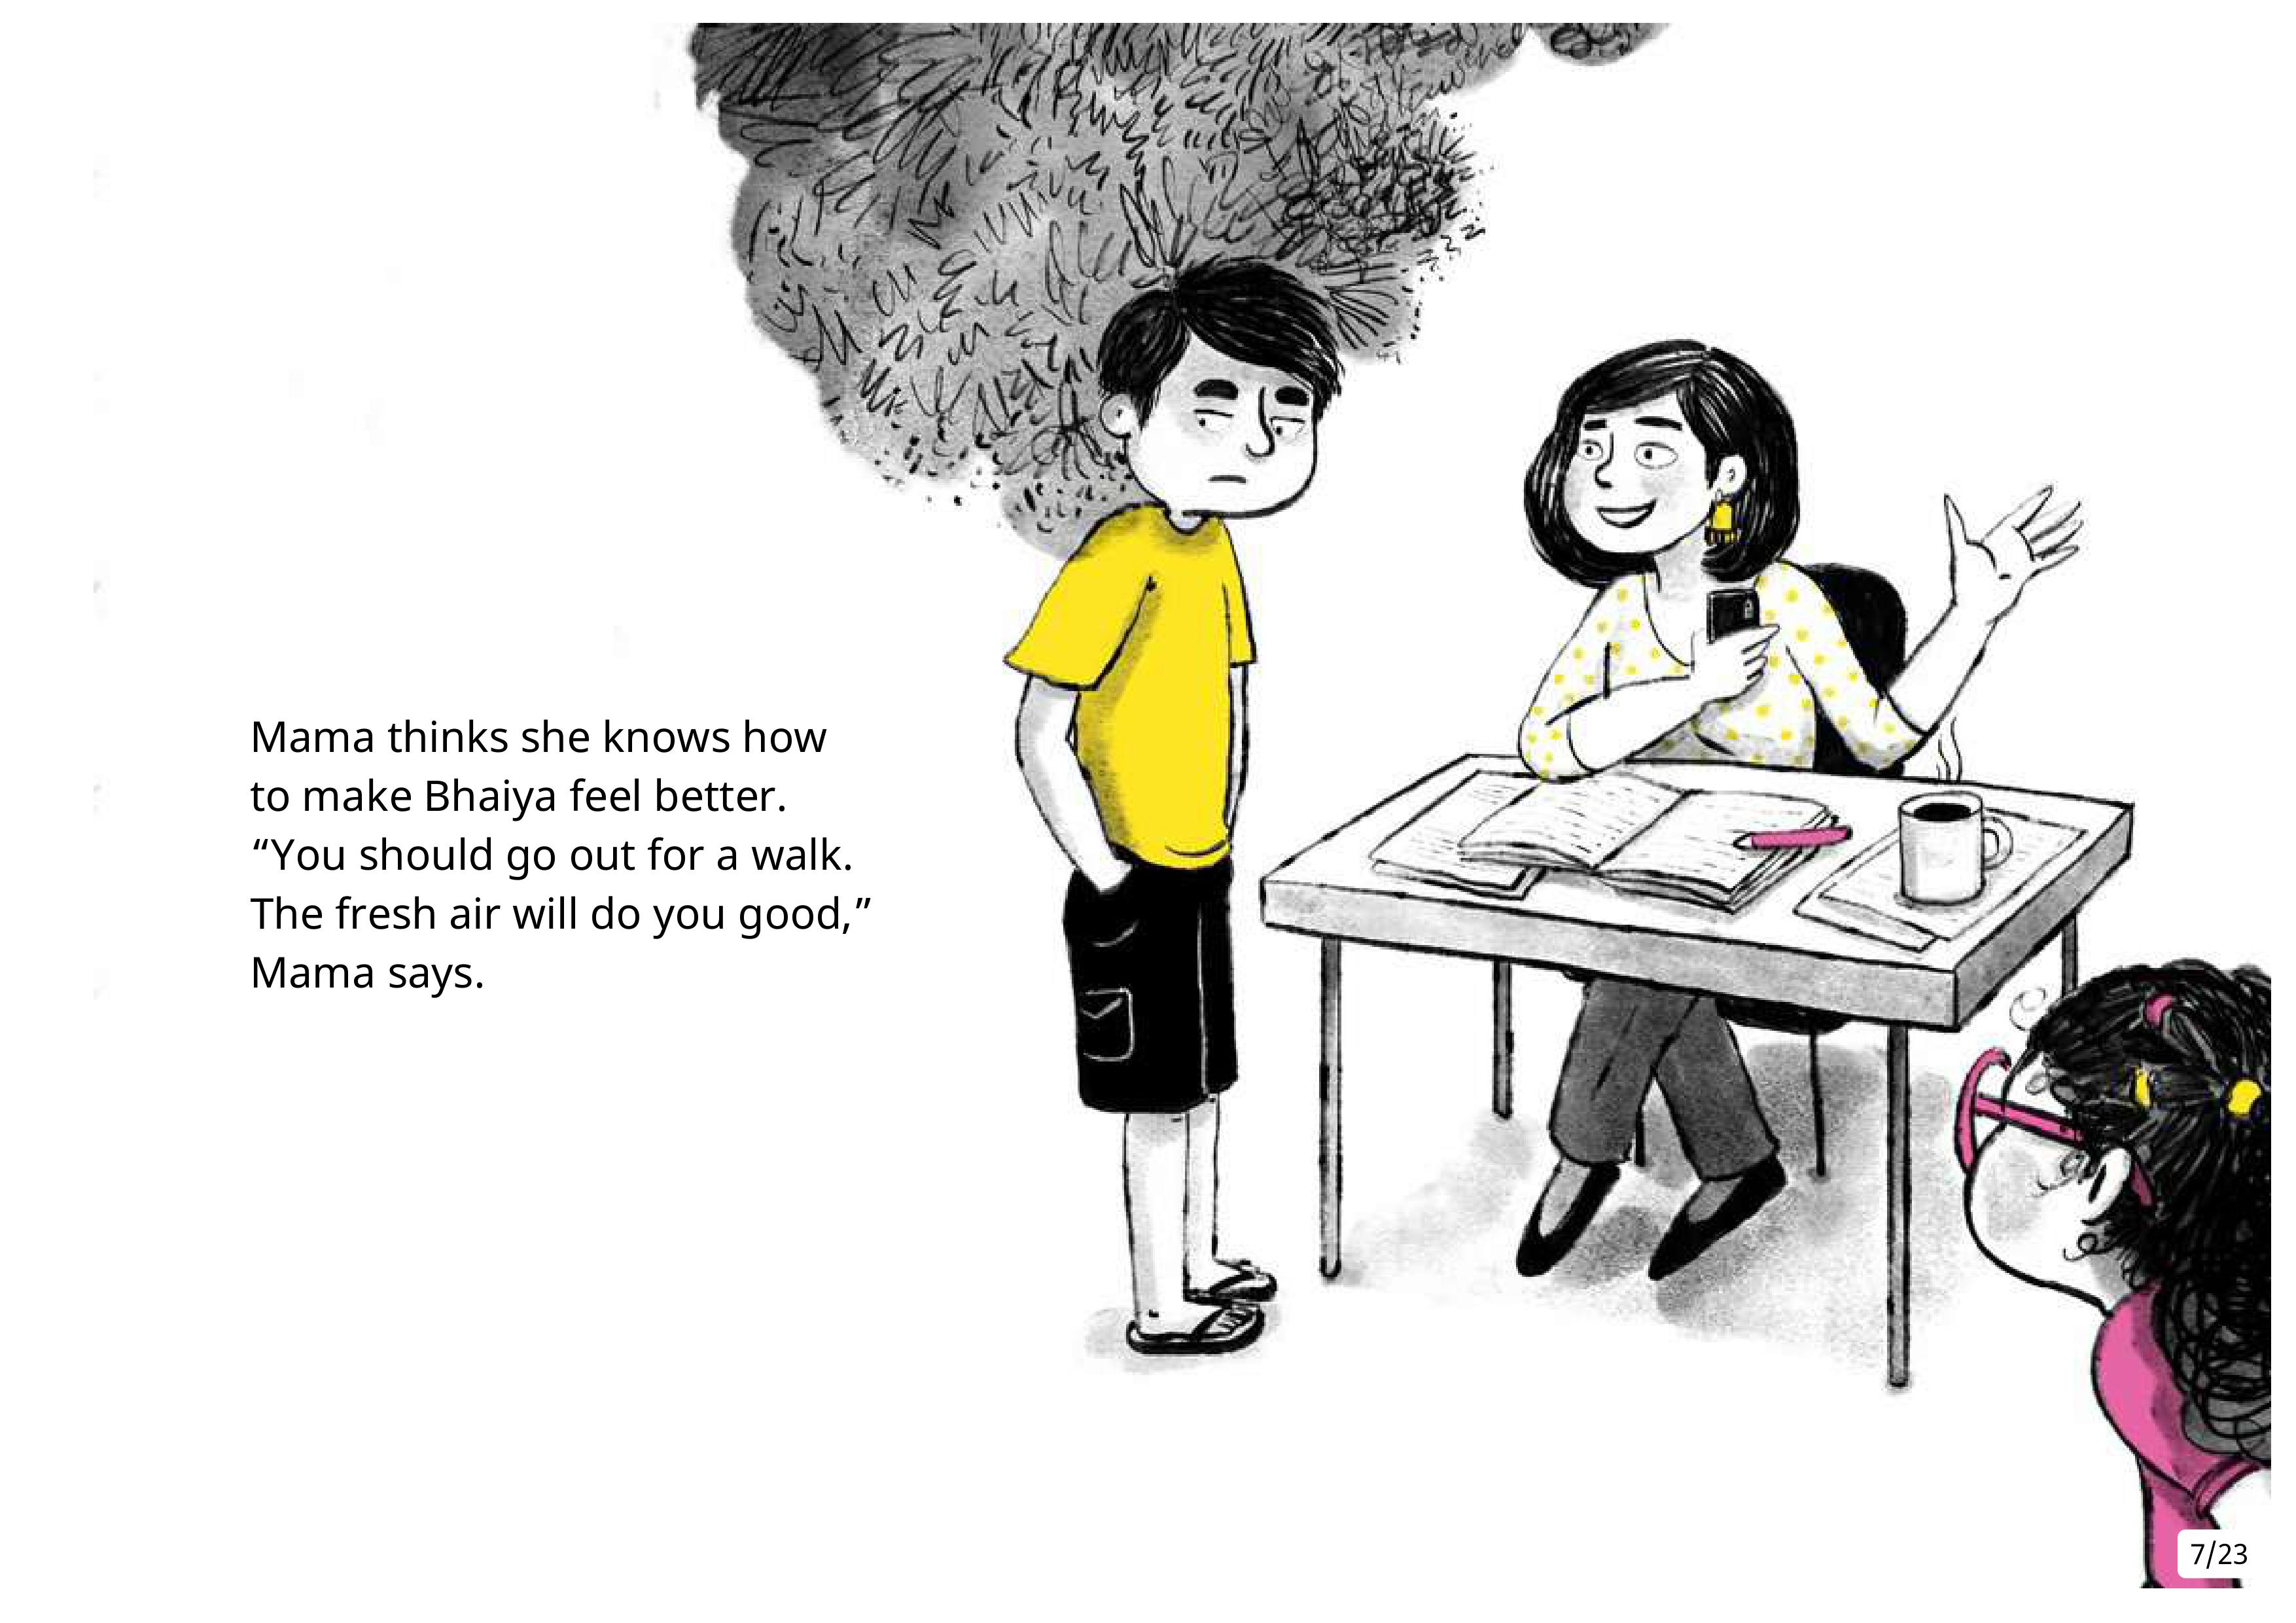 Mama thinks she knows how
to make Bhaiya feel better.
“You should go out for a walk.
The fresh air will do you good,”
Mama says.
7/23